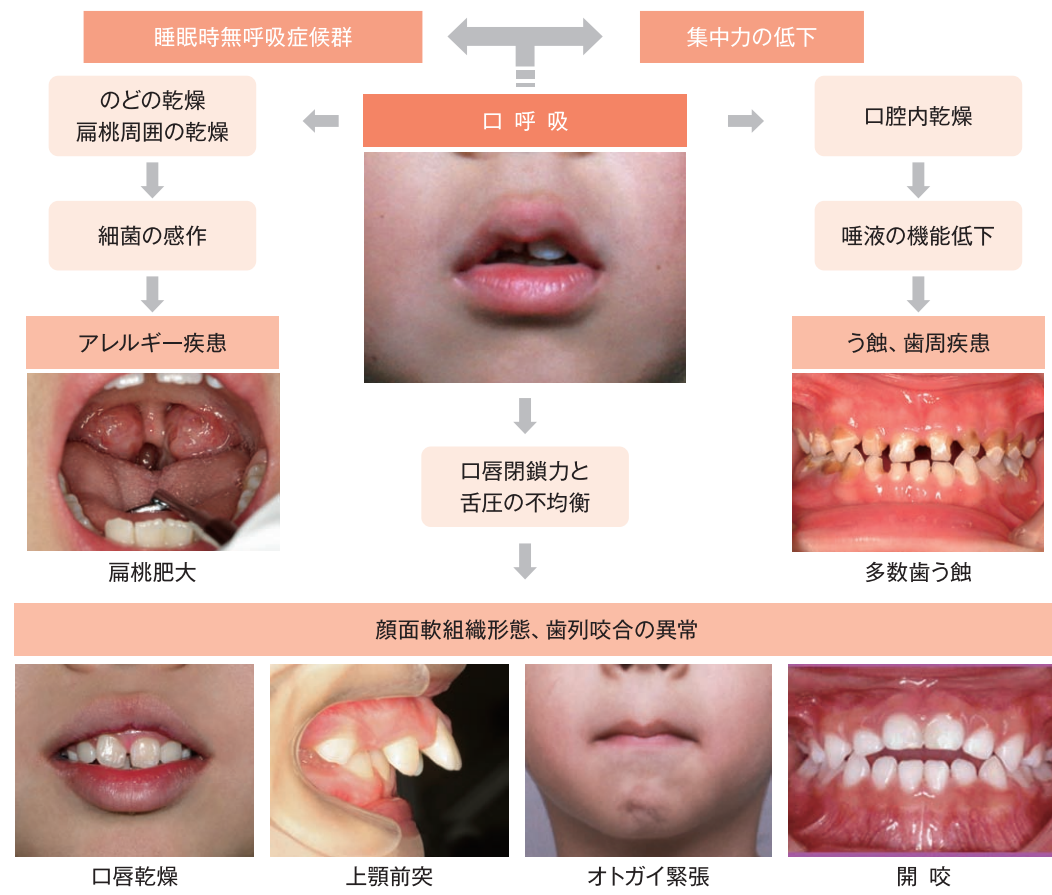 睡眠時無呼吸症候群
集中力の低下
のどの乾燥
扁桃周囲の乾燥
口呼吸
口腔内乾燥
細菌の感作
唾液の機能低下
アレルギー疾患
う蝕、歯周疾患
口唇閉鎖力と
舌圧の不均衡
扁桃肥大
多数歯う蝕
顔面軟組織形態、歯列咬合の異常
口唇乾燥
上顎前突
オトガイ緊張
開咬